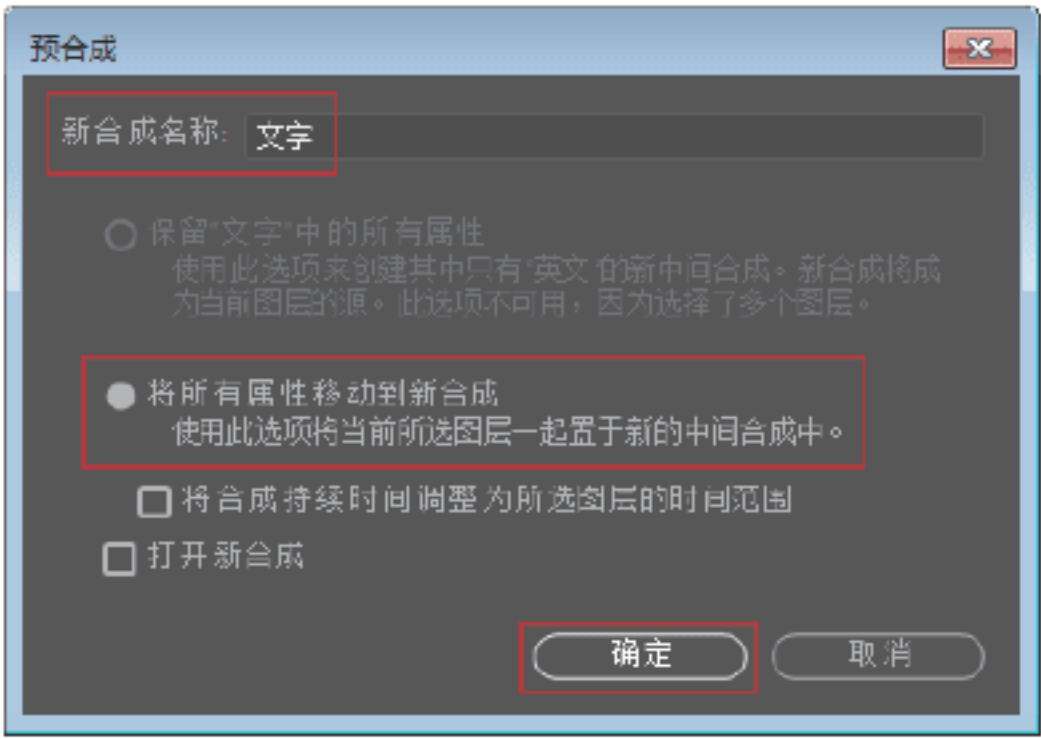 预合成
新合成名称: 文字
保留"文字"中的所有属性
使用此选项来创建其中只有"英文"的新中间合成。新合成将成
为当前图层的源。此选项不可用，因为选择了多个图层。
将所有属性移动到新合成
使用此选项将当前所选图层一起置于新的中间合成中。
将合成持续时间调整为所选图层的时间范围
打开新合成
确定 取消